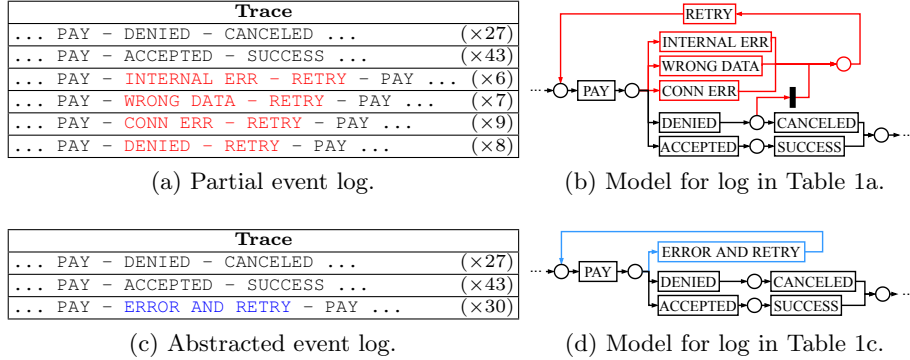 Trace
... PAY – DENIED – CANCELED ... (×27)
... PAY – ACCEPTED – SUCCESS ... (×43)
... PAY – INTERNAL ERR – RETRY – PAY ... (×6)
... PAY – WRONG DATA – RETRY – PAY ... (×7)
... PAY – CONN ERR – RETRY – PAY ... (×9)
... PAY – DENIED – RETRY – PAY ... (×8)
(a) Partial event log.
RETRY
INTERNAL ERR
WRONG DATA
... PAY
CONN ERR
DENIED CANCELED
...
ACCEPTED SUCCESS
(b) Model for log in Table 1a.
Trace
... PAY – DENIED – CANCELED ... (×27)
... PAY – ACCEPTED – SUCCESS ... (×43)
... PAY – ERROR AND RETRY – PAY ... (×30)
(c) Abstracted event log.
ERROR AND RETRY
... PAY
DENIED CANCELED
...
ACCEPTED SUCCESS
(d) Model for log in Table 1c.